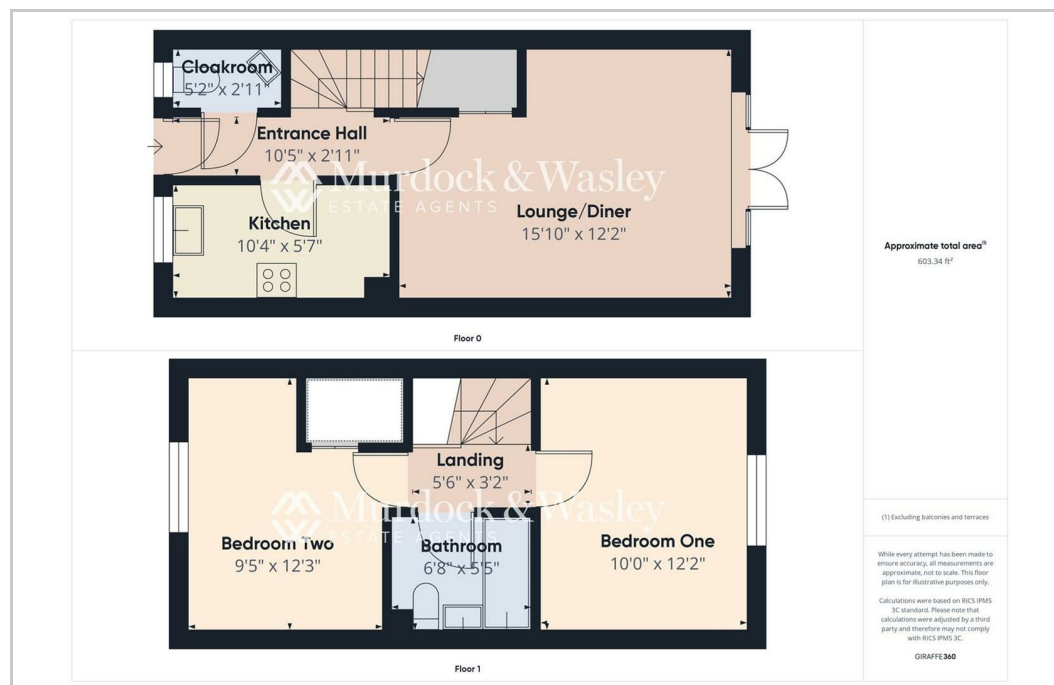 Cloakroom
5'2" x 2'11"
Entrance Hall
10'5" x 2'11"
Murdock & Wasley
ESTATE AGENTS
Kitchen
10'4" x 5'7"
Lounge/Diner
15'10" x 12'2"
Floor 0
Approximate total area(1)
603.34 ft²
Landing
5'6" x 3'2"
Murdock & Wasley
ESTATE AGENTS
Bedroom Two
9'5" x 12'3"
Bathroom
6'8" x 5'5"
Bedroom One
10'0" x 12'2"
Floor 1
(1) Excluding balconies and terraces
While every attempt has been made to
ensure accuracy, all measurements are
approximate, not to scale. This floor
plan is for illustrative purposes only.
Calculations were based on RICS IPMS
3C standard. Please note that
calculations were adjusted by a third
party and therefore may not comply
with RICS IPMS 3C.
GIRAFFE360